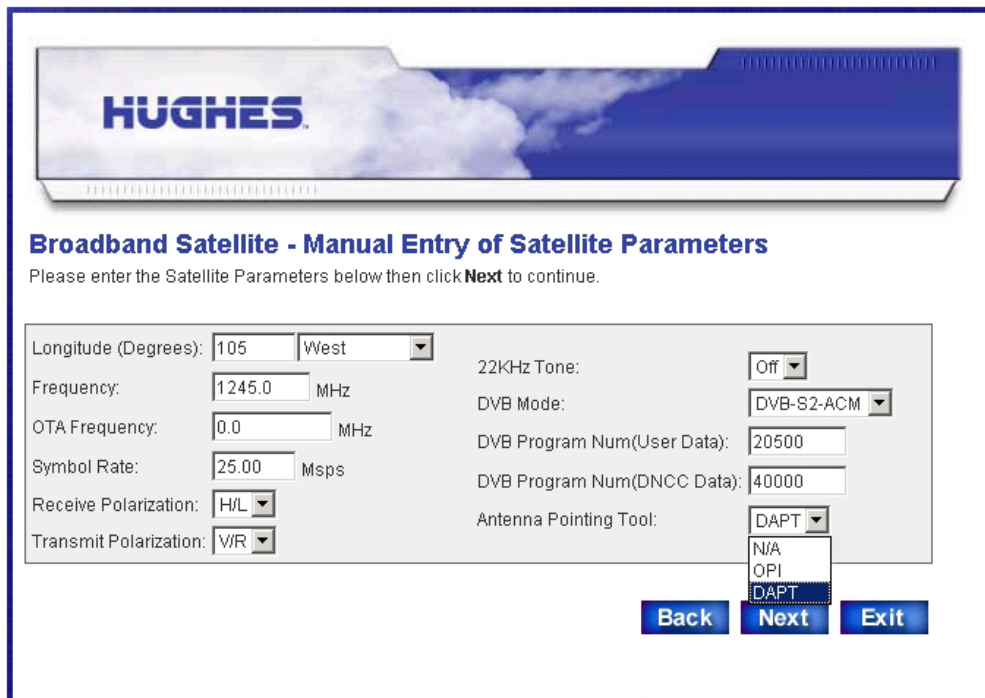 HUGHES
Broadband Satellite - Manual Entry of Satellite Parameters
Please enter the Satellite Parameters below then click Next to continue.
Longitude (Degrees): 105 West
Frequency: 1245.0 MHz
OTA Frequency: 0.0 MHz
Symbol Rate: 25.00 Msps
Receive Polarization: H/L
Transmit Polarization: V/R
22KHz Tone: Off
DVB Mode: DVB-S2-ACM
DVB Program Num(User Data): 20500
DVB Program Num(DNCC Data): 40000
Antenna Pointing Tool: DAPT
N/A
OPI
DAPT
Back Next Exit